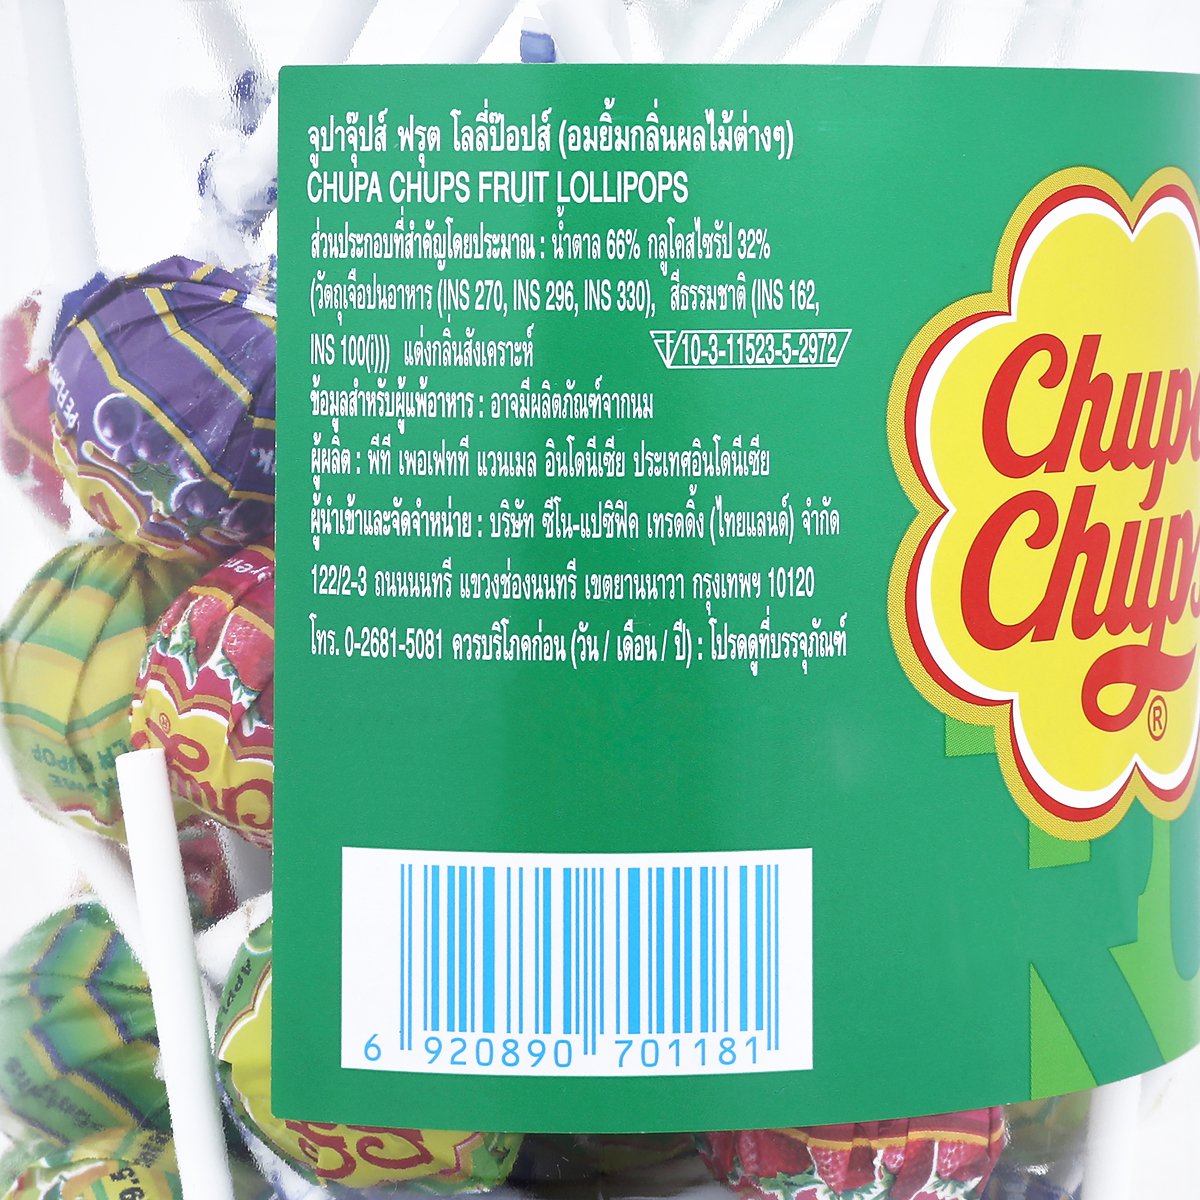 จูปาจุ๊ปส์ ฟรุต โลลี่ป๊อปส์ (อมยิ้มกลิ่นผลไม้ต่างๆ)
CHUPA CHUPS FRUIT LOLLIPOPS
ส่วนประกอบที่สำคัญโดยประมาณ : น้ำตาล 66% กลูโคสไซรัป 32%
(วัตถุเจือปนอาหาร (INS 270, INS 296, INS 330), สีธรรมชาติ (INS 162,
INS 100(i))) แต่งกลิ่นสังเคราะห์
10-3-11523-5-2972
ข้อมูลสำหรับผู้แพ้อาหาร : อาจมีผลิตภัณฑ์จากนม
ผู้ผลิต : พีที เพอเฟททิ แวนเมล อินโดนีเซีย ประเทศอินโดนีเซีย
ผู้นำเข้าและจัดจำหน่าย : บริษัท ซีโน-แปซิฟิค เทรดดิ้ง (ไทยแลนด์) จำกัด
122/2-3 ถนนนนทรี แขวงช่องนนทรี เขตยานนาวา กรุงเทพฯ 10120
โทร. 0-2681-5081 ควรบริโภคก่อน (วัน / เดือน / ปี) : โปรดดูที่บรรจุภัณฑ์
Chupa
Chups
®
6 920890 701181